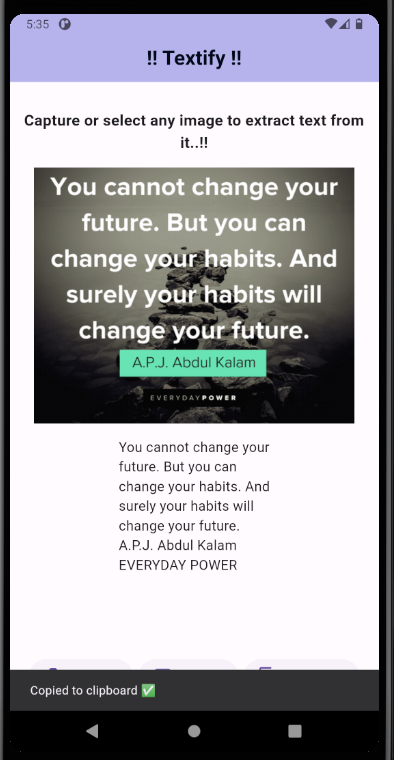 5:35
!! Textify !!
Capture or select any image to extract text from
it..!!
You cannot change your
future. But you can
change your habits. And
surely your habits will
change your future.
A.P.J. Abdul Kalam
EVERYDAYPOWER
You cannot change your
future. But you can
change your habits. And
surely your habits will
change your future.
A.P.J. Abdul Kalam
EVERYDAY POWER
Copied to clipboard ✅